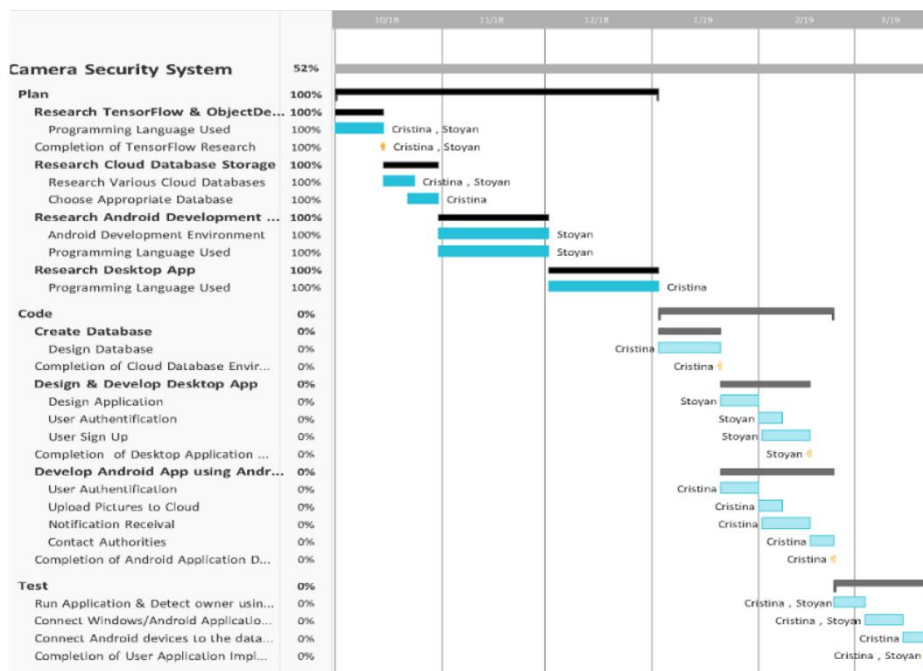 10/18 11/18 12/18 1/19 2/19 3/19
Camera Security System 52%
Plan 100%
Research TensorFlow & ObjectDe... 100%
Programming Language Used 100% Cristina , Stoyan
Completion of TensorFlow Research 100% Cristina , Stoyan
Research Cloud Database Storage 100%
Research Various Cloud Databases 100% Cristina , Stoyan
Choose Appropriate Database 100% Cristina
Research Android Development ... 100%
Android Development Environment 100% Stoyan
Programming Language Used 100% Stoyan
Research Desktop App 100%
Programming Language Used 100% Cristina
Code 0%
Create Database 0%
Design Database 0% Cristina
Completion of Cloud Database Envir... 0% Cristina
Design & Develop Desktop App 0%
Design Application 0% Stoyan
User Authentification 0% Stoyan
User Sign Up 0% Stoyan
Completion of Desktop Application ... 0% Stoyan
Develop Android App using Andr... 0%
User Authentification 0% Cristina
Upload Pictures to Cloud 0% Cristina
Notification Receival 0% Cristina
Contact Authorities 0% Cristina
Completion of Android Application D... 0% Cristina
Test 0%
Run Application & Detect owner usin... 0% Cristina , Stoyan
Connect Windows/Android Applicatio... 0% Cristina , Stoyan
Connect Android devices to the data... 0% Cristina
Completion of User Application Impl... 0% Cristina , Stoyan